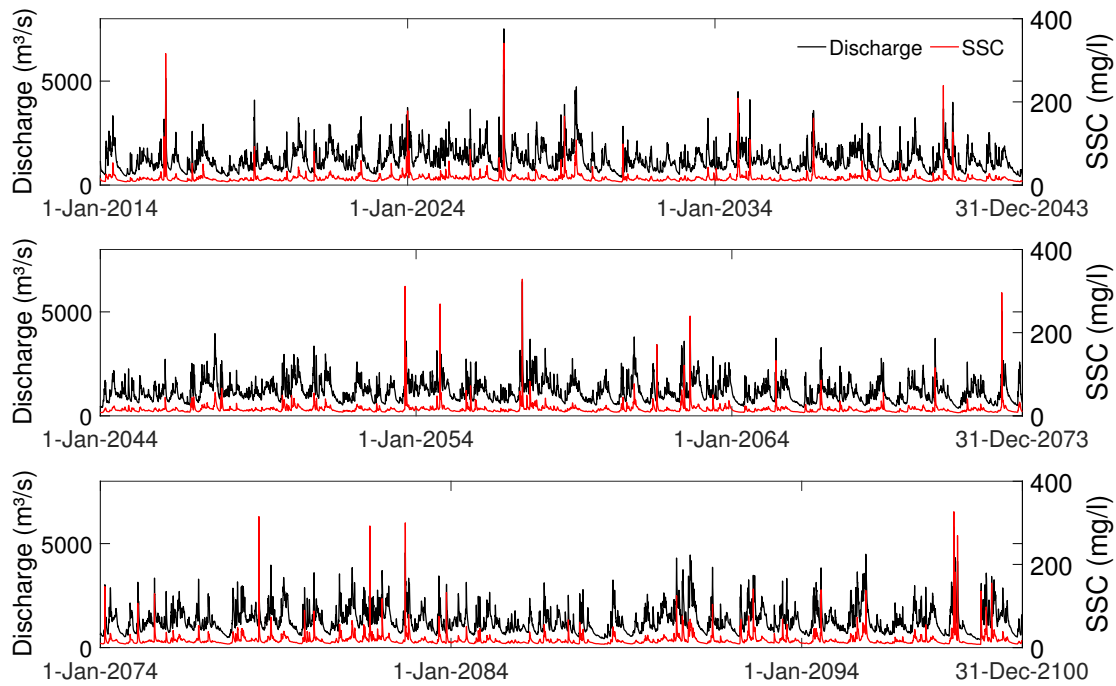 400
Discharge SSC
5000
200
0
0
Discharge (m³/s)
SSC (mg/l)
1-Jan-2014 1-Jan-2024 1-Jan-2034 31-Dec-2043
400
5000
200
0
0
Discharge (m³/s)
SSC (mg/l)
1-Jan-2044 1-Jan-2054 1-Jan-2064 31-Dec-2073
400
5000
200
0
0
Discharge (m³/s)
SSC (mg/l)
1-Jan-2074 1-Jan-2084 1-Jan-2094 31-Dec-2100